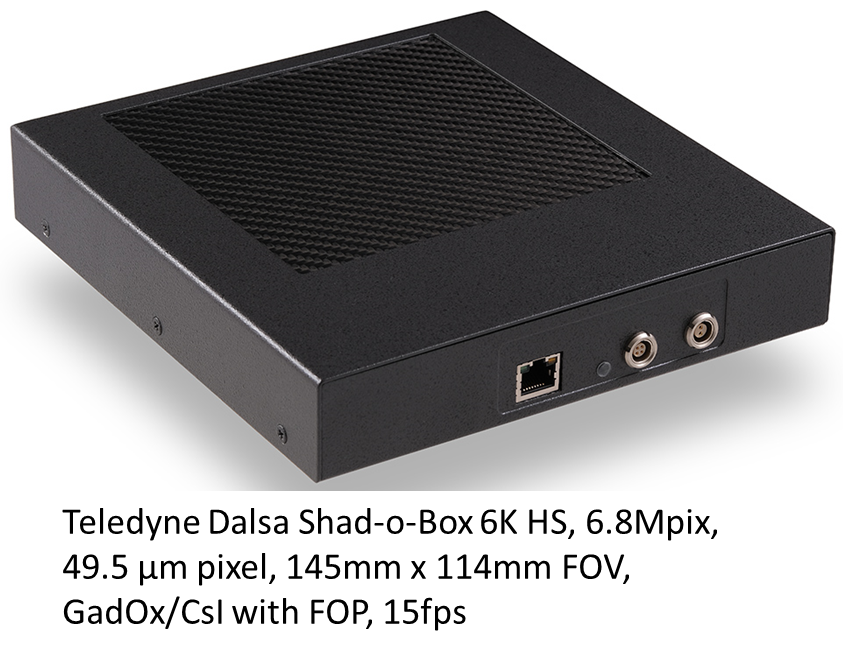 Teledyne Dalsa Shad-o-Box 6K HS, 6.8Mpix,
49.5 µm pixel, 145mm x 114mm FOV,
GadOx/CsI with FOP, 15fps